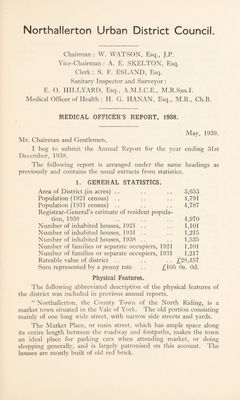 Northallerton Urban District Council.
Chairman : W. WATSON, Esq., J.P.
Vice-Chairman : A. E. SKELTON, Esq.
Clerk : S. F. ESLAND, Esq.
Sanitary Inspector and Surveyor :
E. O. HILLYARD, Esq., A.M.I.C.E., M.R.San.I.
Medical Officer of Health : H. G. HANAN, Esq., M.B., Ch.B.
MEDICAL OFFICER'S REPORT, 1938.
May, 1939.
Mr. Chairman and Gentlemen,
I beg to submit the Annual Report for the year ending 31st
December, 1938.
The following report is arranged under the same headings as
previously and contains the usual extracts from statistics.
1. GENERAL STATISTICS.
Area of District (in acres) .. .. .. 3,653
Population (1921 census) .. .. .. 4,791
Population (1931 census) .. .. .. 4,787
Registrar-General's estimate of resident popula-
tion, 1938 .. .. .. 4,970
Number of inhabited houses, 1921 .. .. 1,101
Number of inhabited houses, 1931 .. .. 1,215
Number of inhabited houses, 1938 .. .. 1,535
Number of families or separate occupiers, 1921 1,101
Number of families or separate occupiers, 1931 1,217
Rateable value of district .. .. £28,457
Sum represented by a penny rate .. £105 0s. 0d.
Physical Features.
The following abbreviated description of the physical features of
the district was included in previous annual reports.
" Northallerton, the County Town of the North Riding, is a
market town situated in the Vale of York. The old portion consisting
mainly of one long wide street, with narrow side streets and yards.
The Market Place, or main street, which has ample space along
its entire length between the roadway and footpaths, makes the town
an ideal place for parking cars when attending market, or doing
shopping generally, and is largely patronised on this account. The
houses are mostly built of old red brick.